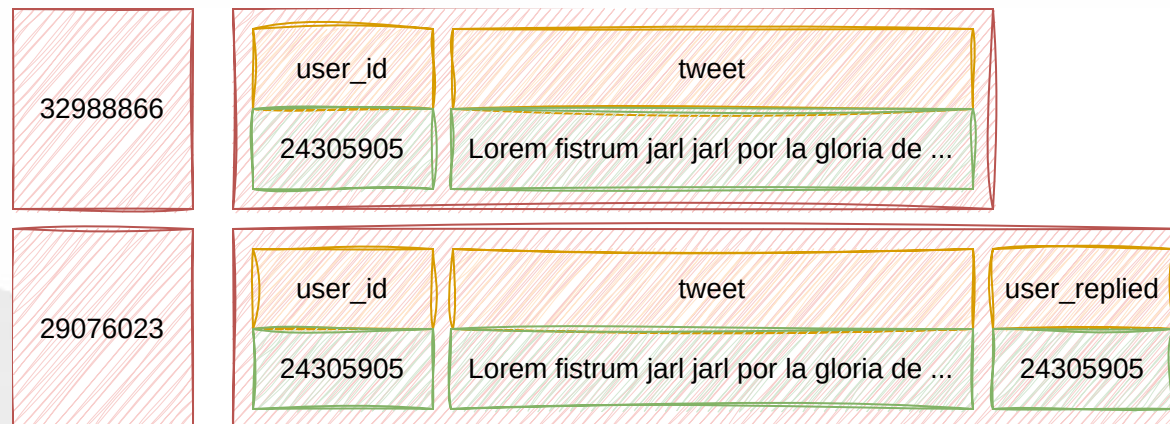 user_id tweet
32988866
24305905 Lorem fistrum jarl jarl por la gloria de ...
user_id tweet user_replied
29076023
24305905 Lorem fistrum jarl jarl por la gloria de ... 24305905